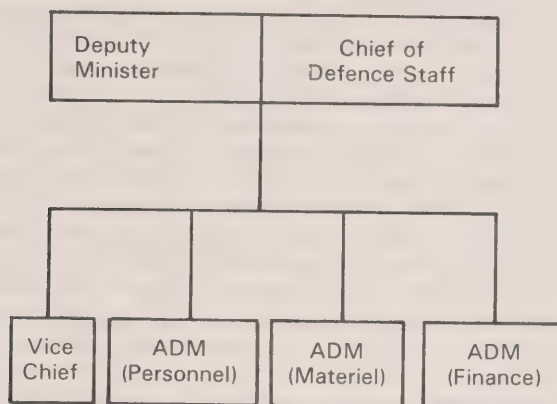 Deputy
Minister
Chief of
Defence Staff
Vice
Chief
ADM
(Personnel)
ADM
(Materiel)
ADM
(Finance)